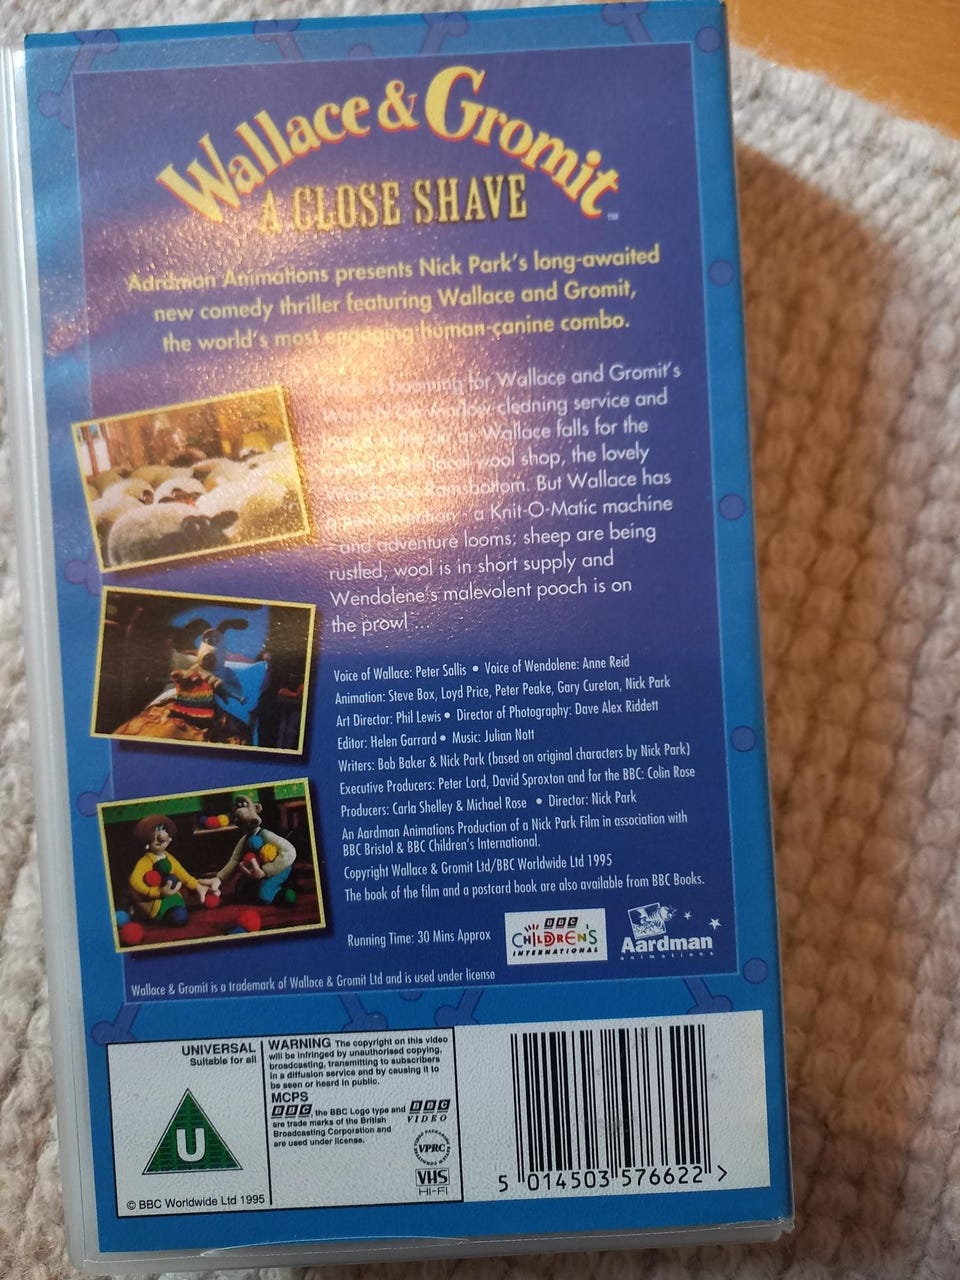 Wallace & Gromit™
A CLOSE SHAVE
Aardman Animations presents Nick Park's long-awaited
new comedy thriller featuring Wallace and Gromit,
the world's most engaging human-canine combo.
is booming for Wallace and Gromit's
window cleaning service and
as Wallace falls for the
local wool shop, the lovely
Ramsbottom. But Wallace has
a new invention - a Knit-O-Matic machine
- and adventure looms: sheep are being
rustled, wool is in short supply and
Wendolene's malevolent pooch is on
the prowl ...
Voice of Wallace: Peter Sallis • Voice of Wendolene: Anne Reid
Animation: Steve Box, Loyd Price, Peter Peake, Gary Cureton, Nick Park
Art Director: Phil Lewis • Director of Photography: Dave Alex Riddett
Editor: Helen Garrard • Music: Julian Nott
Writers: Bob Baker & Nick Park (based on original characters by Nick Park)
Executive Producers: Peter Lord, David Sproxton and for the BBC: Colin Rose
Producers: Carla Shelley & Michael Rose • Director: Nick Park
An Aardman Animations Production of a Nick Park Film in association with
BBC Bristol & BBC Children's International.
Copyright Wallace & Gromit Ltd/BBC Worldwide Ltd 1995
The book of the film and a postcard book are also available from BBC Books.
Running Time: 30 Mins Approx
BBC
CHILDREN'S
INTERNATIONAL
Aardman
animations
Wallace & Gromit is a trademark of Wallace & Gromit Ltd and is used under license
UNIVERSAL
Suitable for all
U
© BBC Worldwide Ltd 1995
WARNING The copyright on this video
will be infringed by unauthorised copying,
broadcasting, transmitting to subscribers
in a diffusion service and by causing it to
be seen or heard in public.
MCPS
BBC, the BBC Logo type and
are trade marks of the British
Broadcasting Corporation and
are used under license.
BBC
VIDEO
VPRC
VHS
HI-FI
5 014503 576622 >